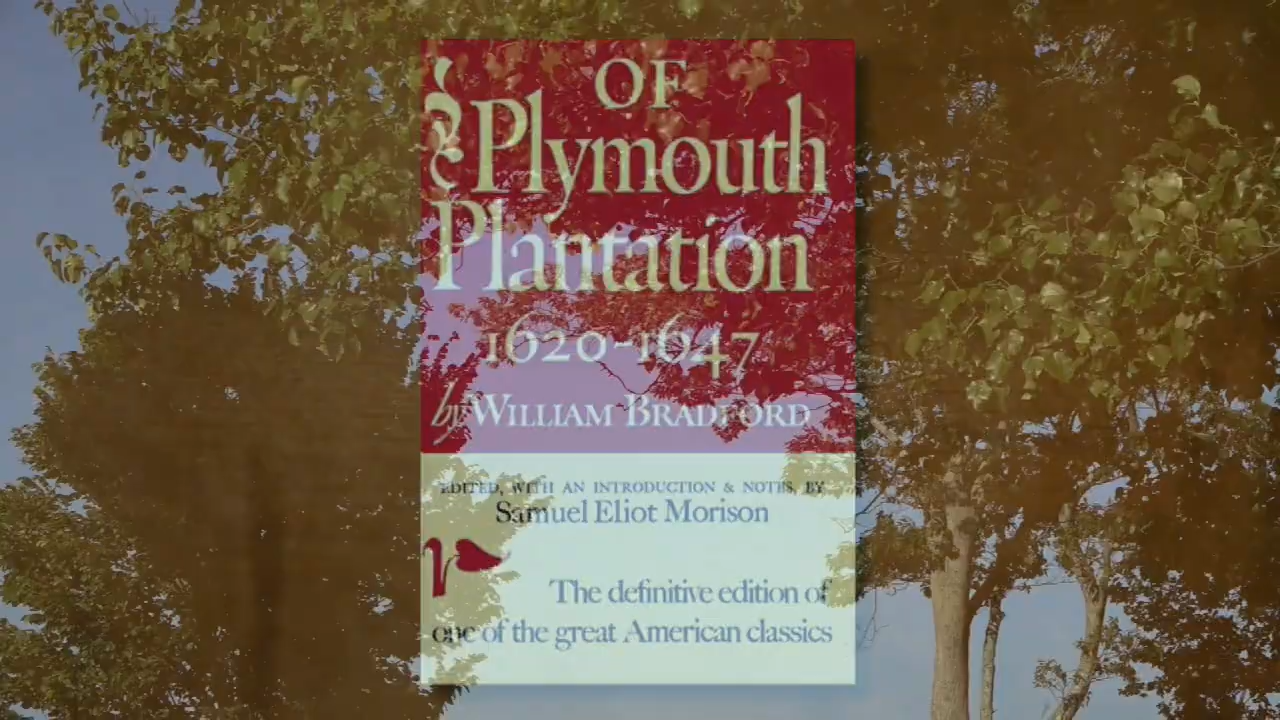 OF
Plymouth
Plantation
1620-1647
by William Bradford
EDITED, WITH AN INTRODUCTION & NOTES, BY
Samuel Eliot Morison
The definitive edition of
one of the great American classics